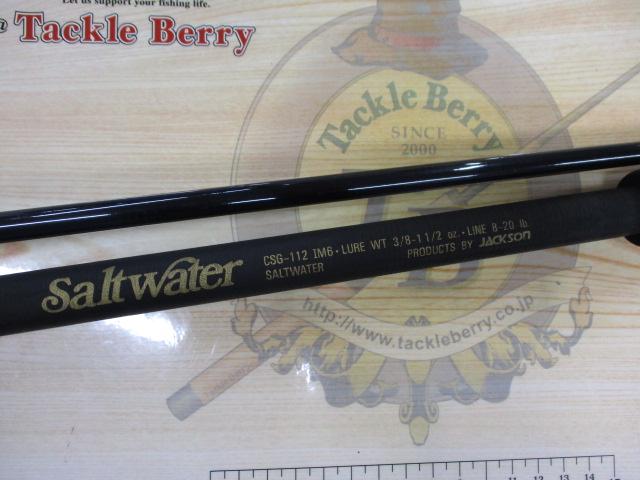 Let us support your fishing life.
@ Tackle Berry
Tackle Berry
SINCE
2000
B
Saltwater
CSG-112 IM6・LURE WT 3/8-1 1/2 oz.・LINE 8-20 lb.
SALTWATER PRODUCTS BY JACKSON
http://www.tackleberry.co.jp
11 12 13 14